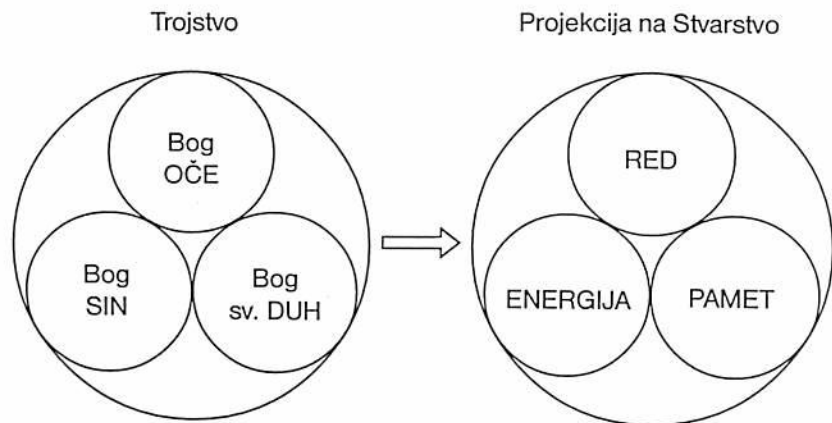 Trojstvo
Bog
OČE
Bog
SIN
Bog
sv. DUH
Projekcija na Stvarstvo
RED
ENERGIJA
PAMET